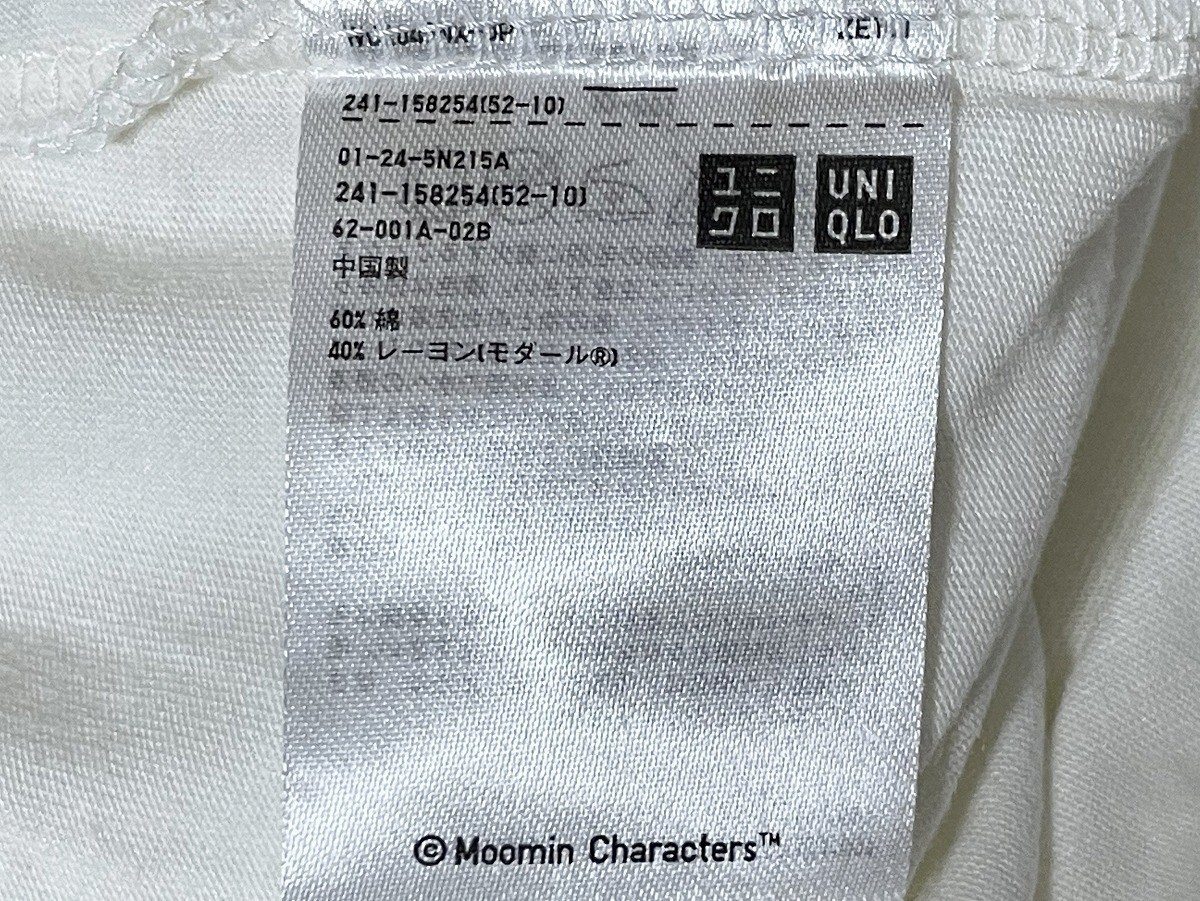 241-158254(52-10)
01-24-5N215A
241-158254(52-10)
62-001A-02B
中国製
60% 綿
40% レーヨン(モダール®)
ユニ
クロ
UNI
QLO
©Moomin Characters™